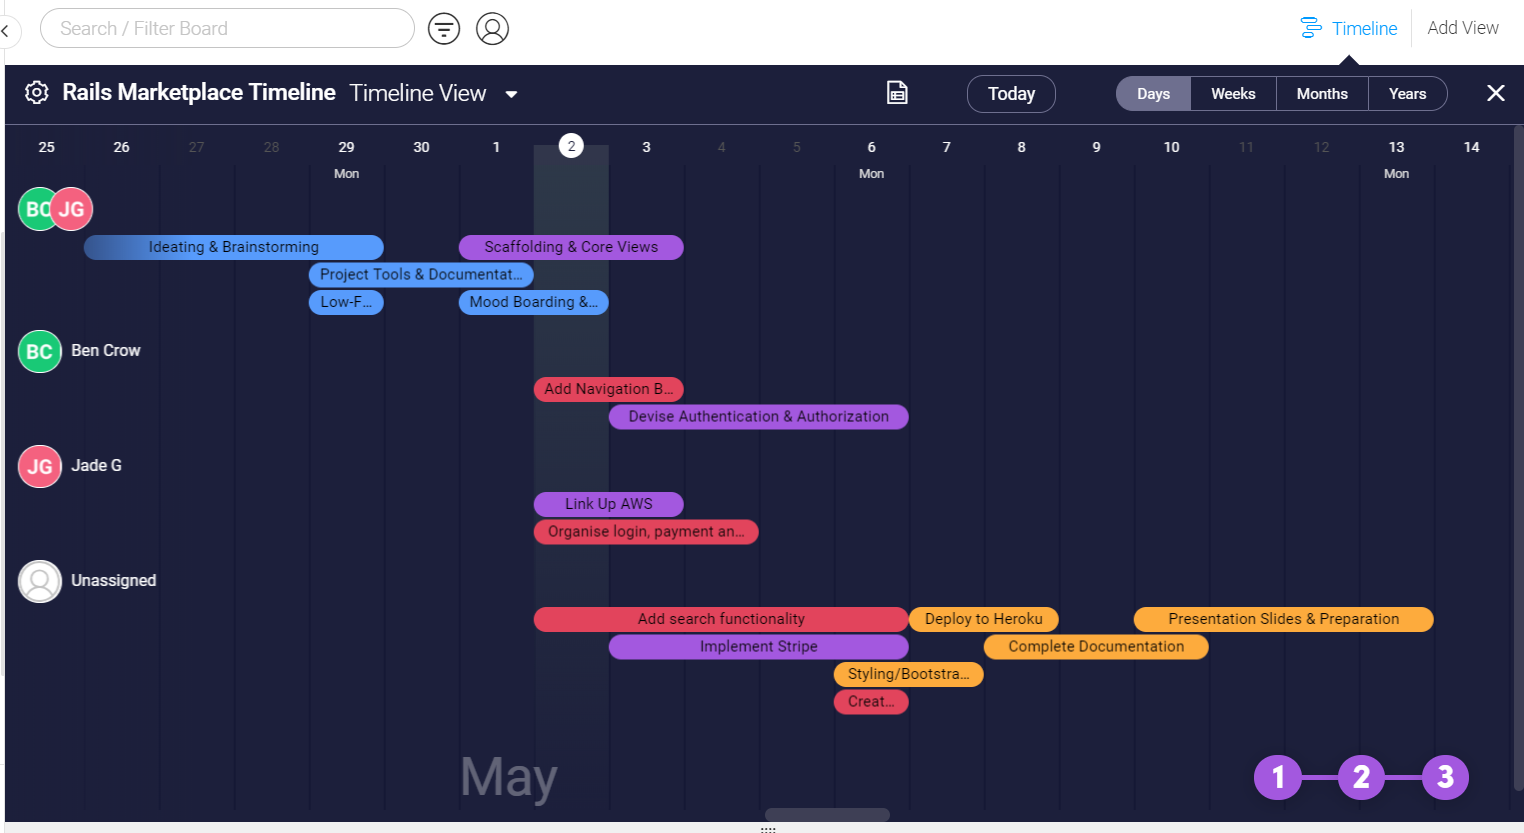 Search / Filter Board
Timeline
Add View
Rails Marketplace Timeline Timeline View
Today
Days Weeks Months Years
25 26 27 28 29 30 1 2 3 4 5 6 7 8 9 10 11 12 13 14
Mon Mon Mon
BC JG
Ideating & Brainstorming
Scaffolding & Core Views
Project Tools & Documentat...
Low-F...
Mood Boarding &...
BC Ben Crow
Add Navigation B...
Devise Authentication & Authorization
JG Jade G
Link Up AWS
Organise login, payment an...
Unassigned
Add search functionality
Deploy to Heroku
Presentation Slides & Preparation
Implement Stripe
Complete Documentation
Styling/Bootstra...
Creat...
May
1 2 3